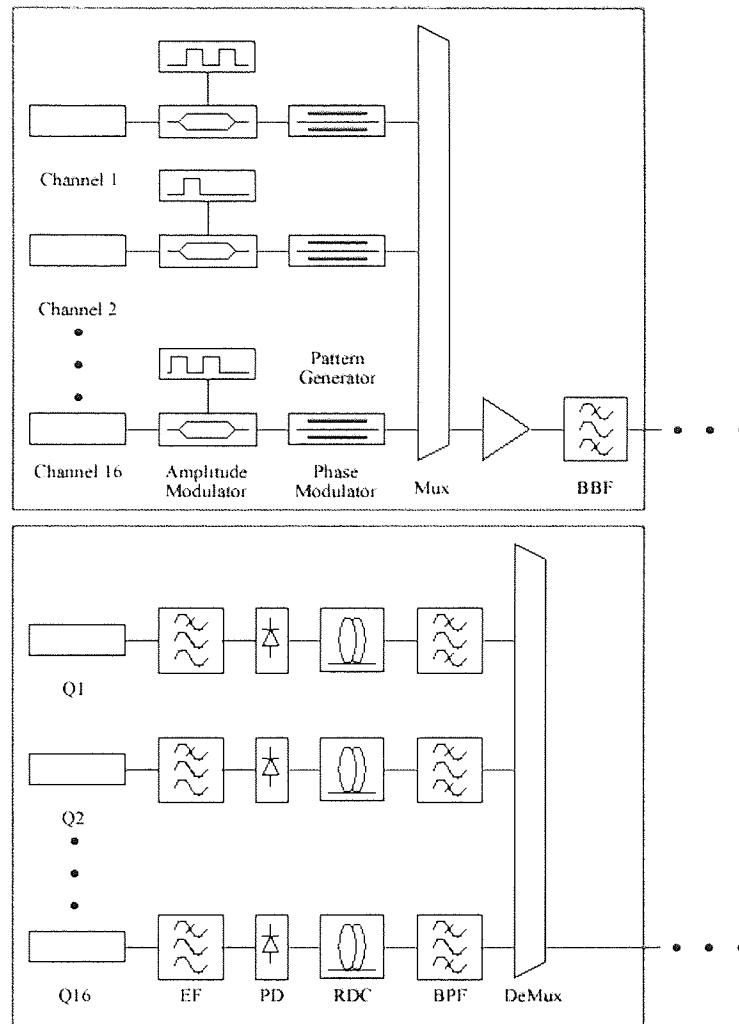 Channel 1
Channel 2
Pattern
Generator
Channel 16
Amplitude
Modulator
Phase
Modulator
Mux
BBF
Q1
Q2
Q16
EF
PD
RDC
BPF
DeMux